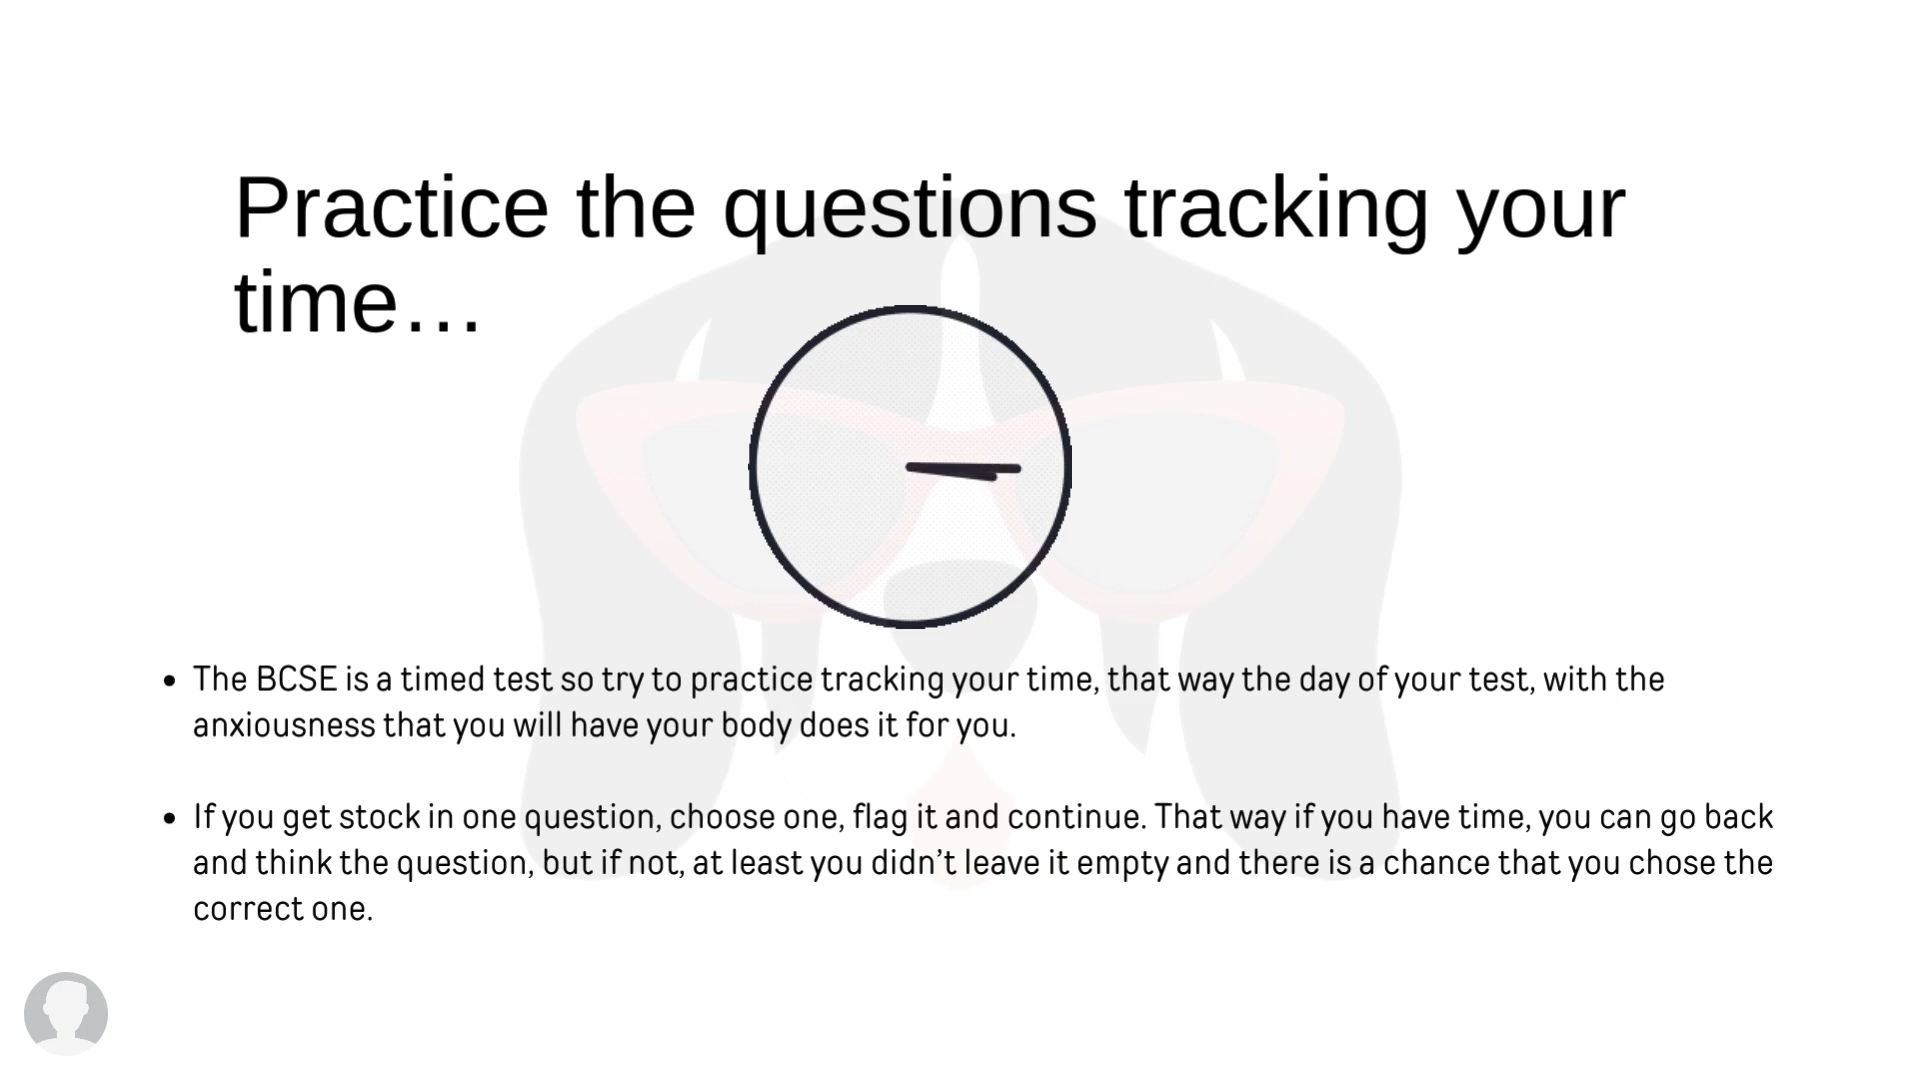 Practice the questions tracking your
time…
• The BCSE is a timed test so try to practice tracking your time, that way the day of your test, with the
anxiousness that you will have your body does it for you.
• If you get stock in one question, choose one, flag it and continue. That way if you have time, you can go back
and think the question, but if not, at least you didn’t leave it empty and there is a chance that you chose the
correct one.